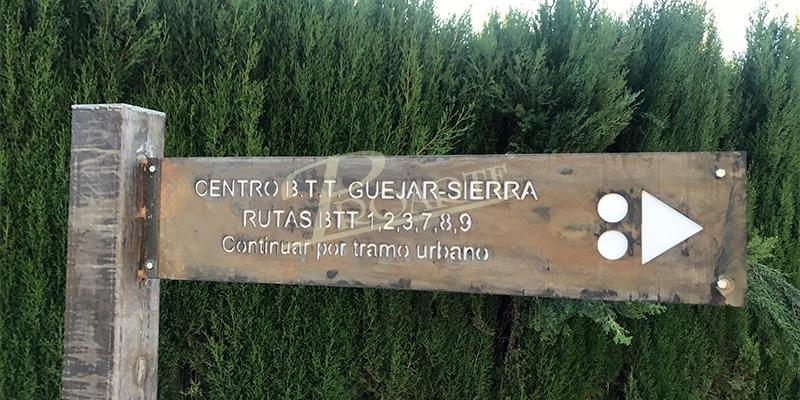 CENTRO B.T.T. GUEJAR-SIERRA
RUTAS BTT 1,2,3,7,8,9
Continuar por tramo urbano